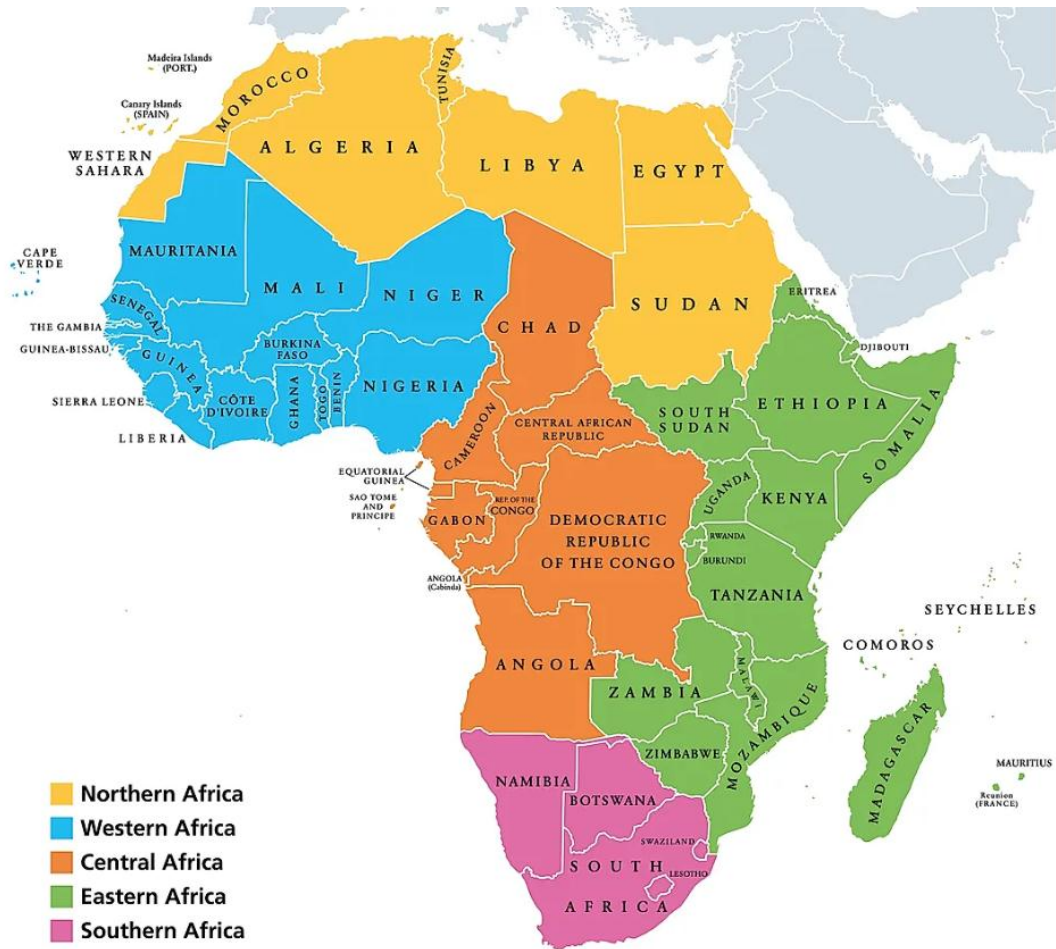 Madeira Islands
(PORT.)
Canary Islands
(SPAIN)
MOROCCO
TUNISIA
ALGERIA
LIBYA
EGYPT
WESTERN
SAHARA
MAURITANIA
MALI
NIGER
CHAD
SUDAN
ERITREA
CAPE
VERDE
SENEGAL
THE GAMBIA
GUINEA-BISSAU
GUINEA
SIERRA LEONE
LIBERIA
CÔTE
D'IVOIRE
BURKINA
FASO
GHANA
TOGO
BENIN
NIGERIA
DJIBOUTI
ETHIOPIA
SOMALIA
SOUTH
SUDAN
CENTRAL AFRICAN
REPUBLIC
CAMEROON
EQUATORIAL
GUINEA
SAO TOME
AND
PRINCIPE
GABON
REP. OF THE
CONGO
DEMOCRATIC
REPUBLIC
OF THE CONGO
UGANDA
KENYA
RWANDA
BURUNDI
TANZANIA
ANGOLA
(Cabinda)
SEYCHELLES
COMOROS
ANGOLA
ZAMBIA
MALAWI
MOZAMBIQUE
ZIMBABWE
MADAGASCAR
MAURITIUS
Reunion
(FRANCE)
NAMIBIA
BOTSWANA
SWAZILAND
LESOTHO
SOUTH
AFRICA
Northern Africa
Western Africa
Central Africa
Eastern Africa
Southern Africa